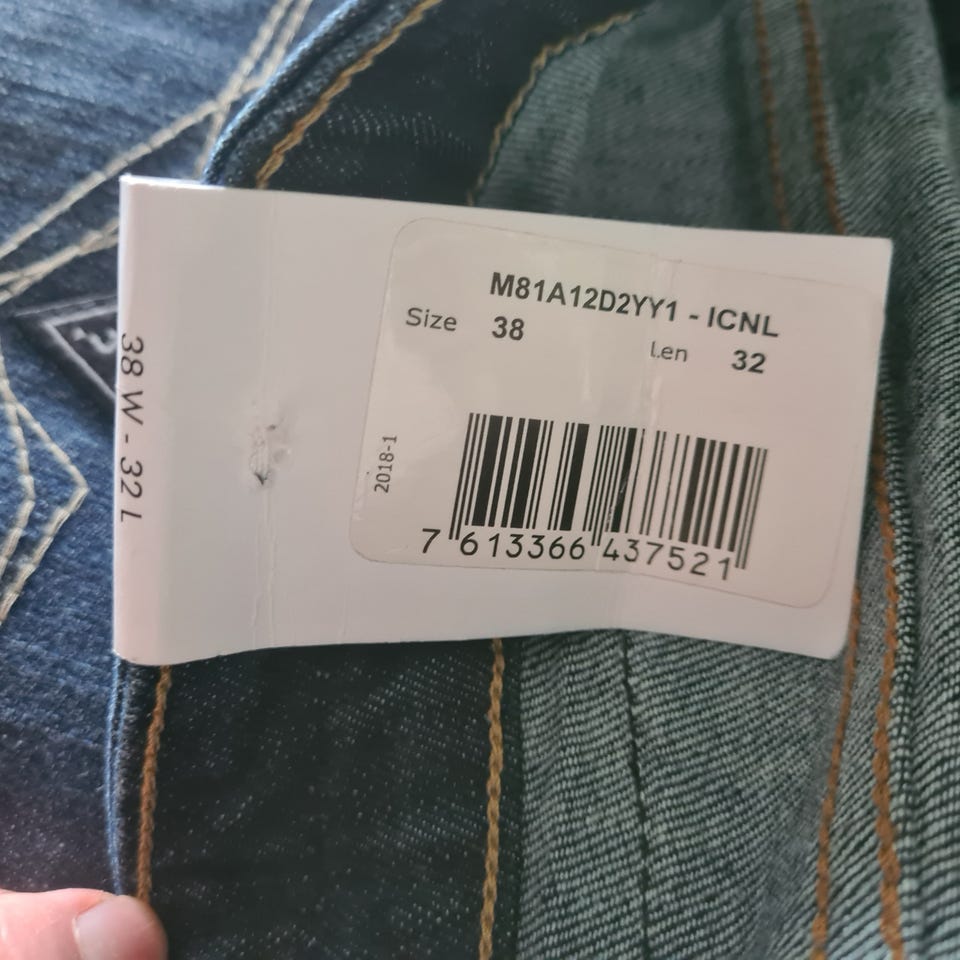 M81A12D2YY1 - ICNL
Size 38
Len 32
2018-1
7 613366 437521
38 W - 32 L